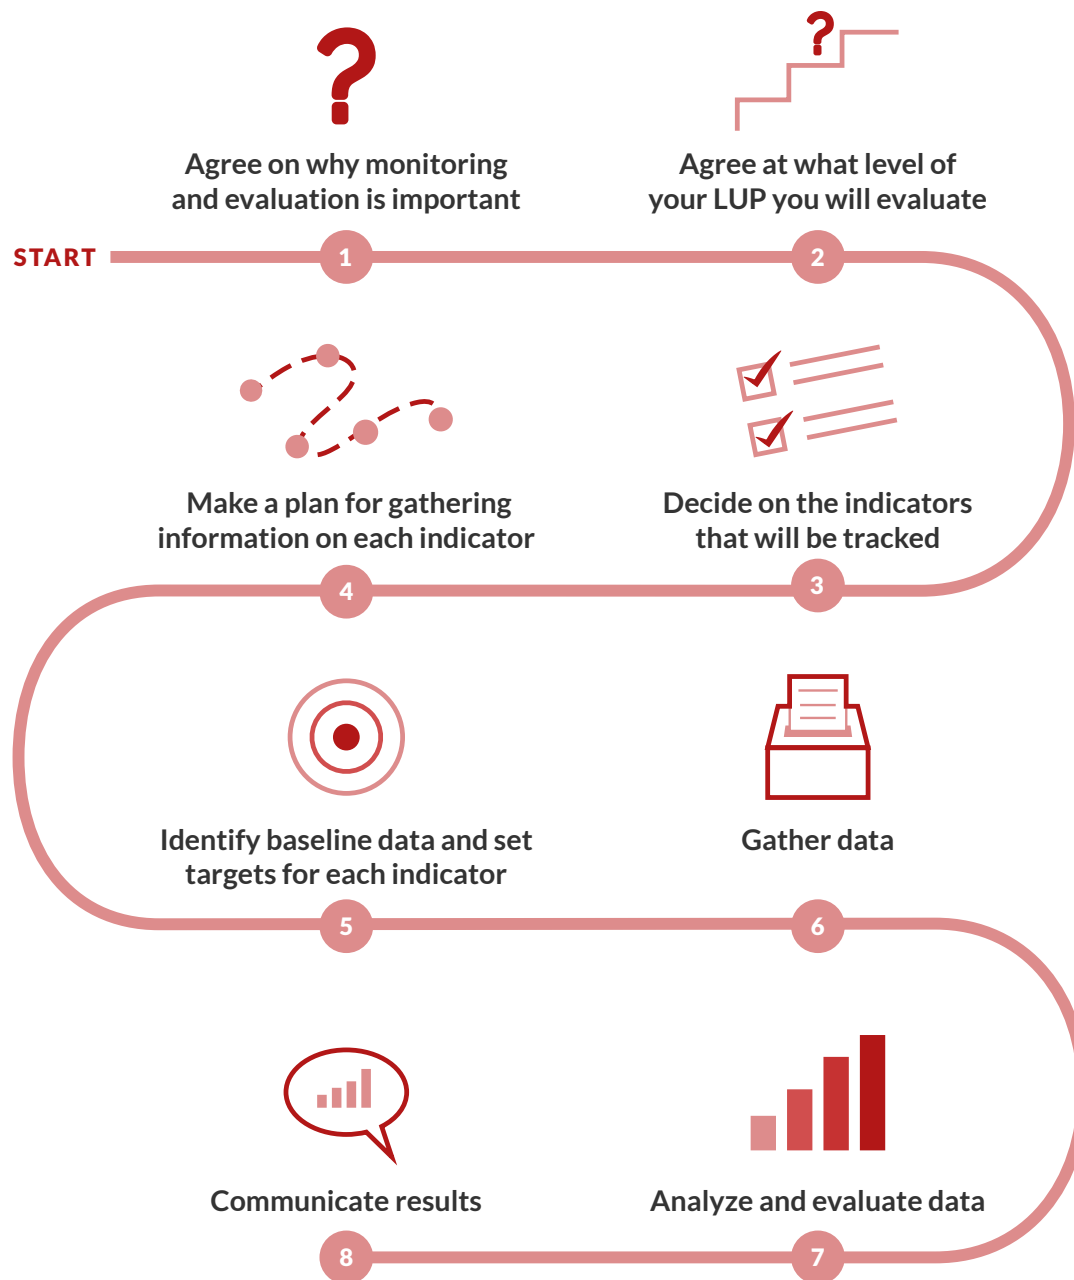 ?
?
Agree on why monitoring
and evaluation is important
Agree at what level of
your LUP you will evaluate
START
1
2
Decide on the indicators
that will be tracked
3
Make a plan for gathering
information on each indicator
4
Identify baseline data and set
targets for each indicator
5
Gather data
6
Analyze and evaluate data
7
Communicate results
8